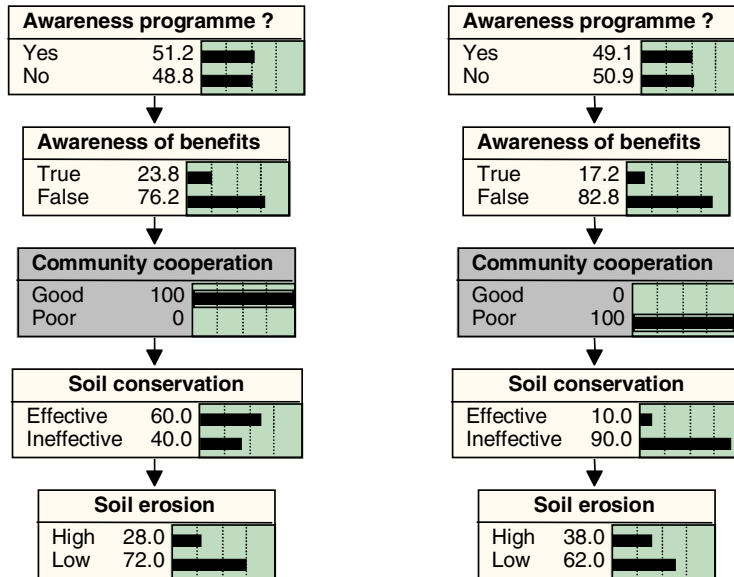 Awareness programme ?
Yes 51.2
No 48.8
Awareness of benefits
True 23.8
False 76.2
Community cooperation
Good 100
Poor 0
Soil conservation
Effective 60.0
Ineffective 40.0
Soil erosion
High 28.0
Low 72.0
Awareness programme ?
Yes 49.1
No 50.9
Awareness of benefits
True 17.2
False 82.8
Community cooperation
Good 0
Poor 100
Soil conservation
Effective 10.0
Ineffective 90.0
Soil erosion
High 38.0
Low 62.0